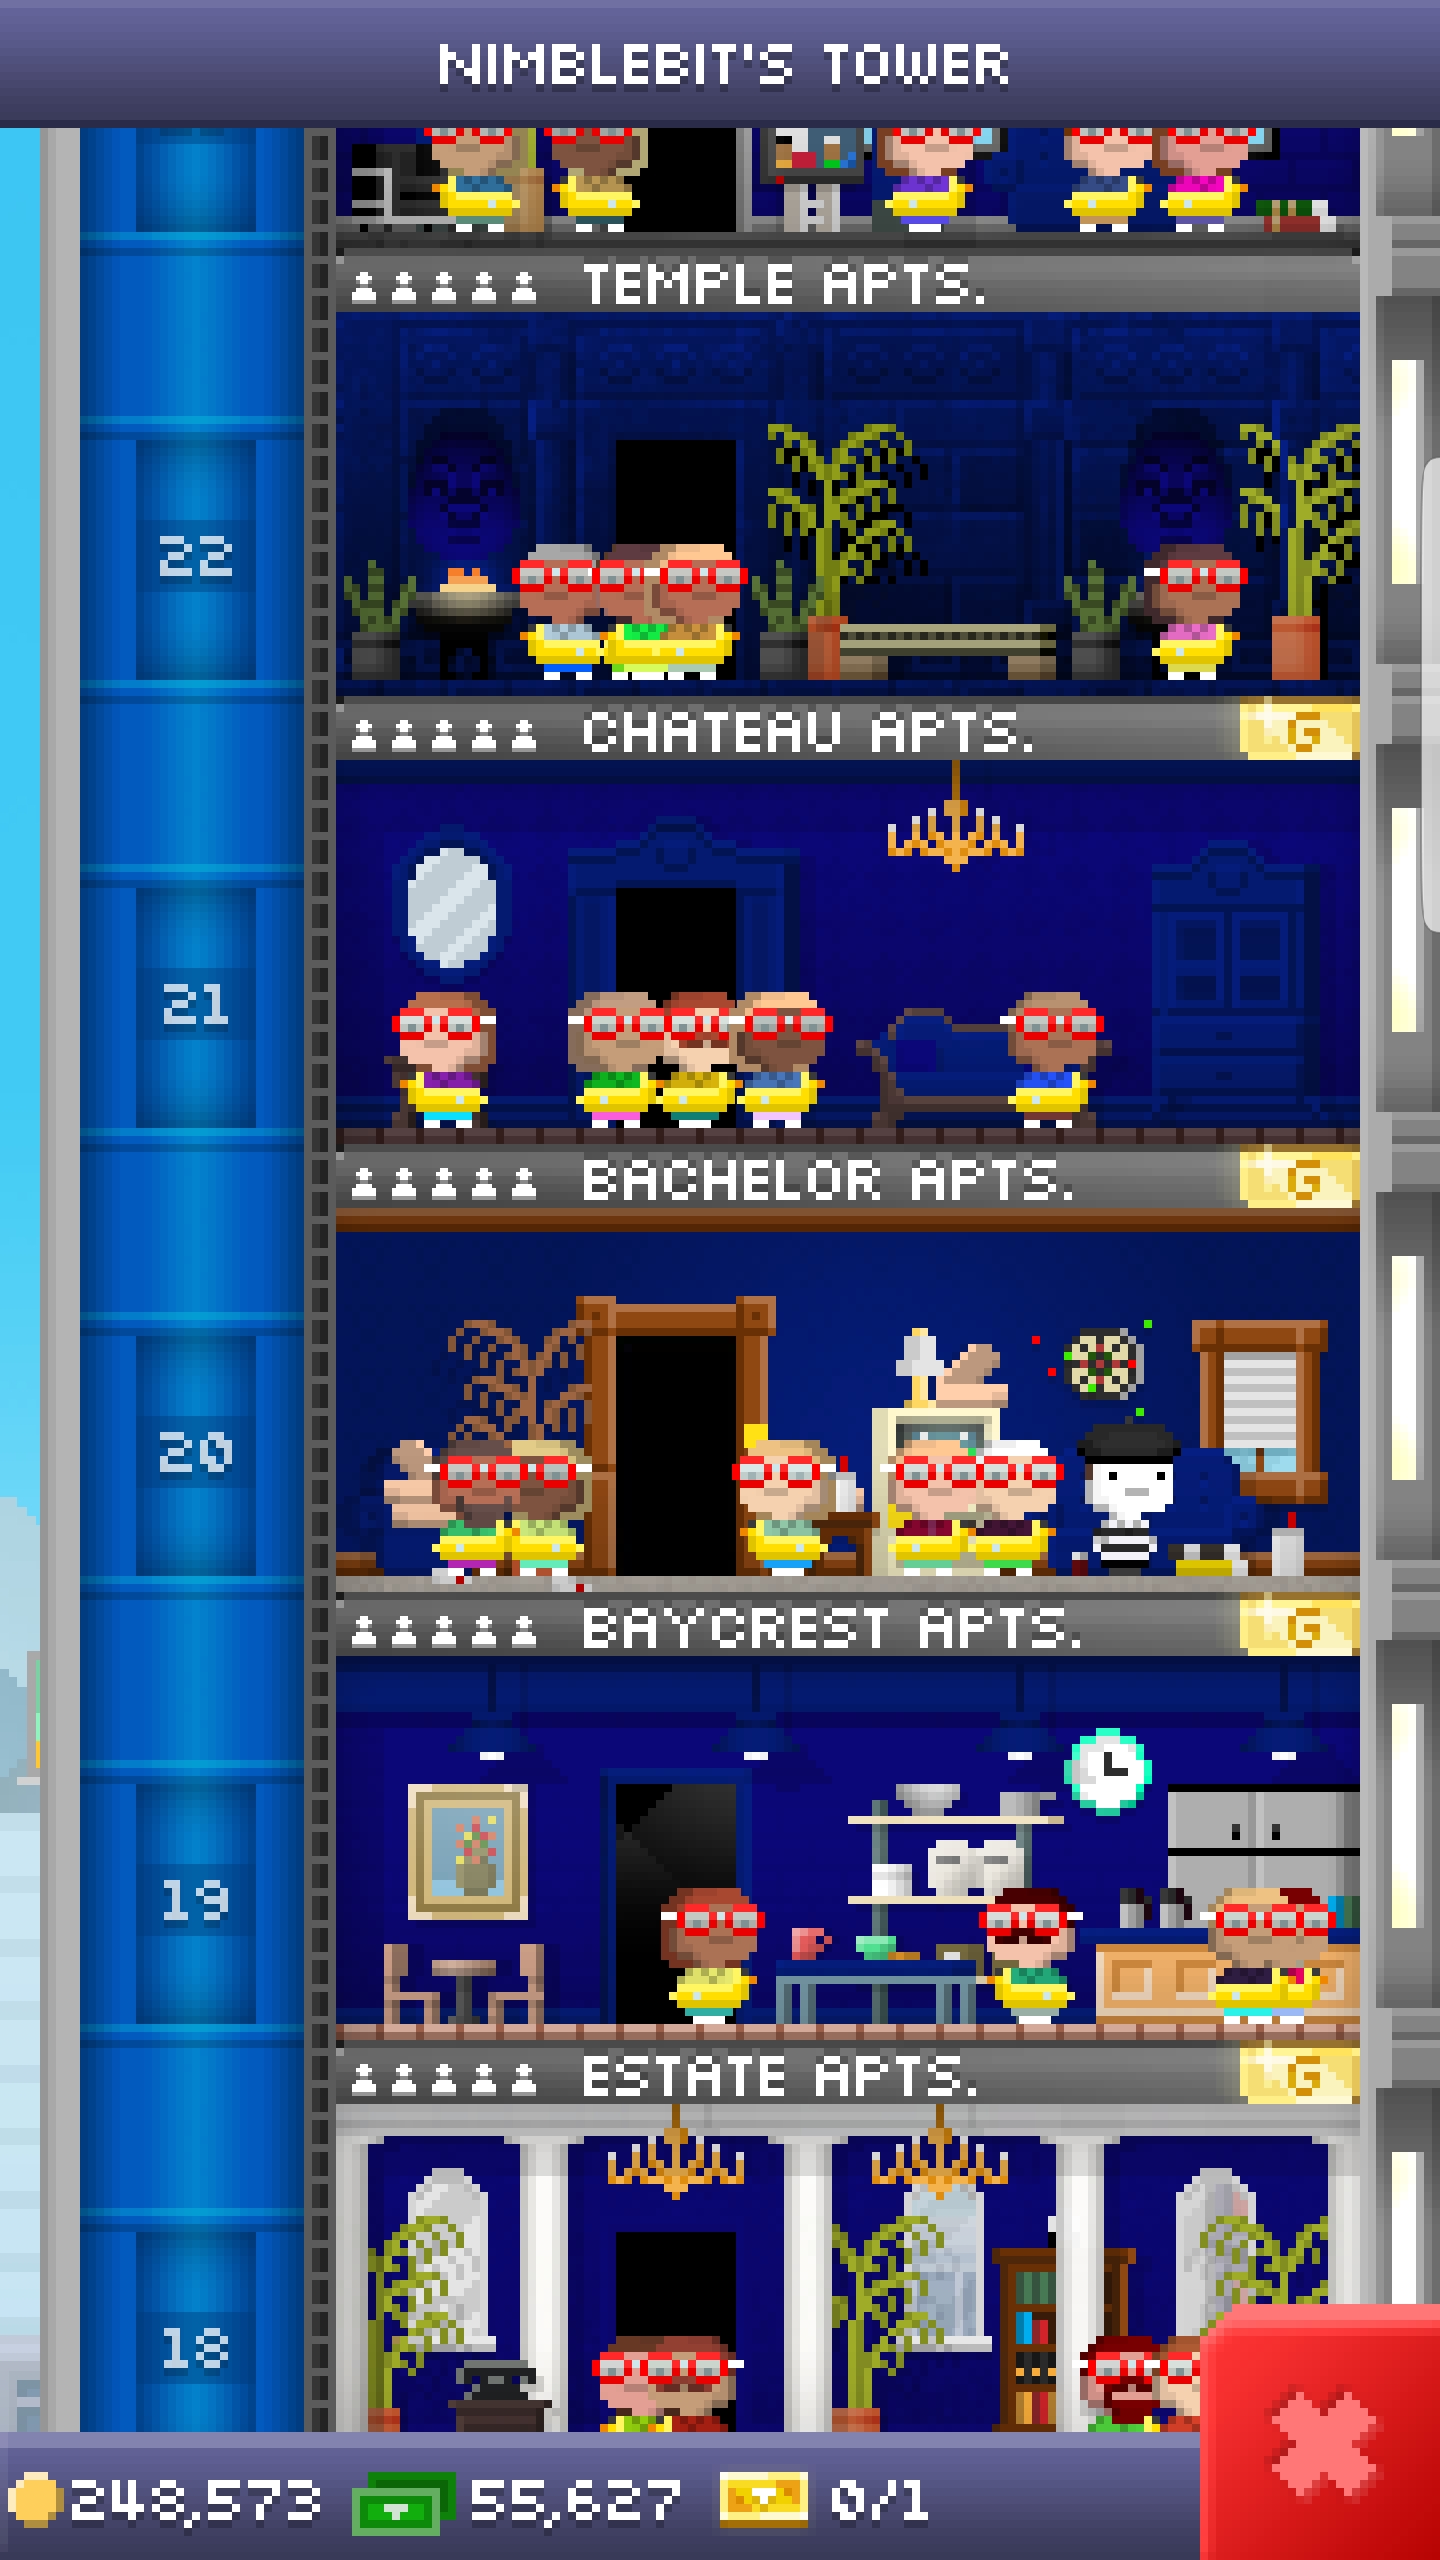 NIMBLEBIT'S TOWER
TEMPLE APTS.
22
CHATEAU APTS. G
21
BACHELOR APTS. G
20
BAYCREST APTS. G
19
ESTATE APTS. G
18
248,573 55,627 0/1